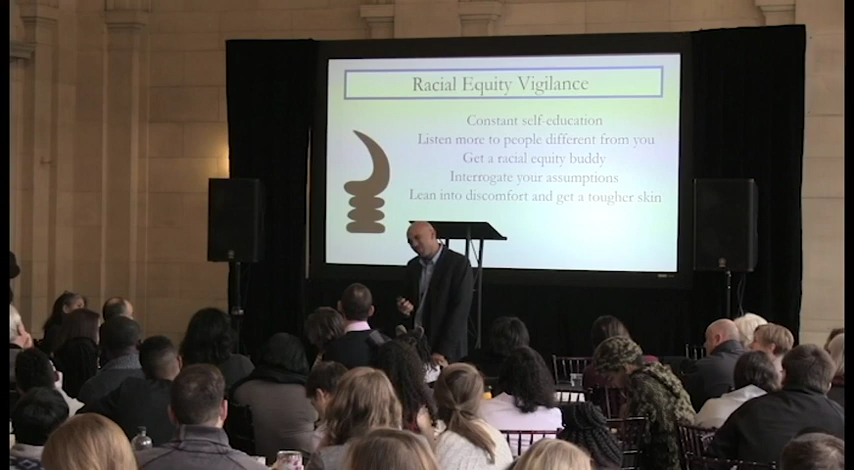 Racial Equity Vigilance
Constant self-education
Listen more to people different from you
Get a racial equity buddy
Interrogate your assumptions
Lean into discomfort and get a tougher skin